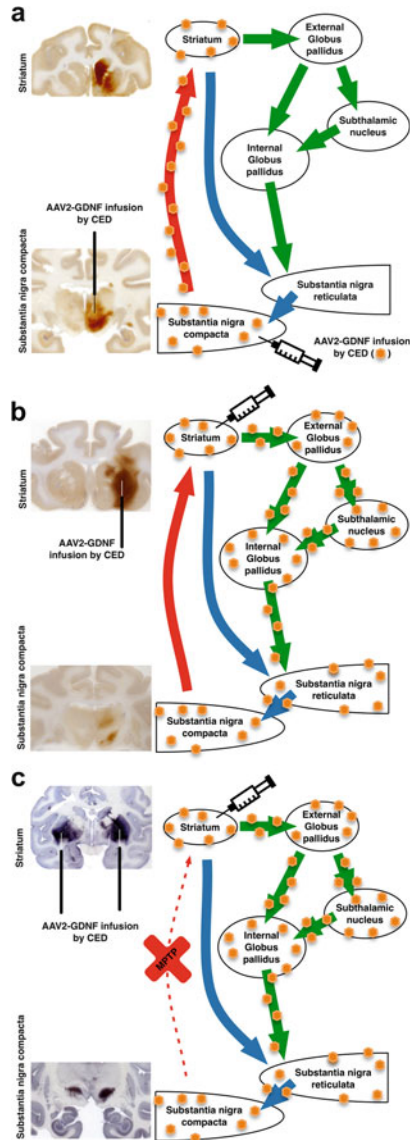 a
Striatum
Striatum
External
Globus
pallidus
Subthalamic
nucleus
Internal
Globus
pallidus
AAV2-GDNF infusion
by CED
Substantia nigra compacta
Substantia nigra
reticulata
Substantia nigra
compacta
AAV2-GDNF infusion
by CED ( )
b
Striatum
Striatum
External
Globus
pallidus
Subthalamic
nucleus
Internal
Globus
pallidus
AAV2-GDNF
infusion by CED
Substantia nigra compacta
Substantia nigra
reticulata
Substantia nigra
compacta
c
Striatum
Striatum
External
Globus
pallidus
Subthalamic
nucleus
Internal
Globus
pallidus
AAV2-GDNF infusion
by CED
MPTP
Substantia nigra compacta
Substantia nigra
reticulata
Substantia nigra
compacta